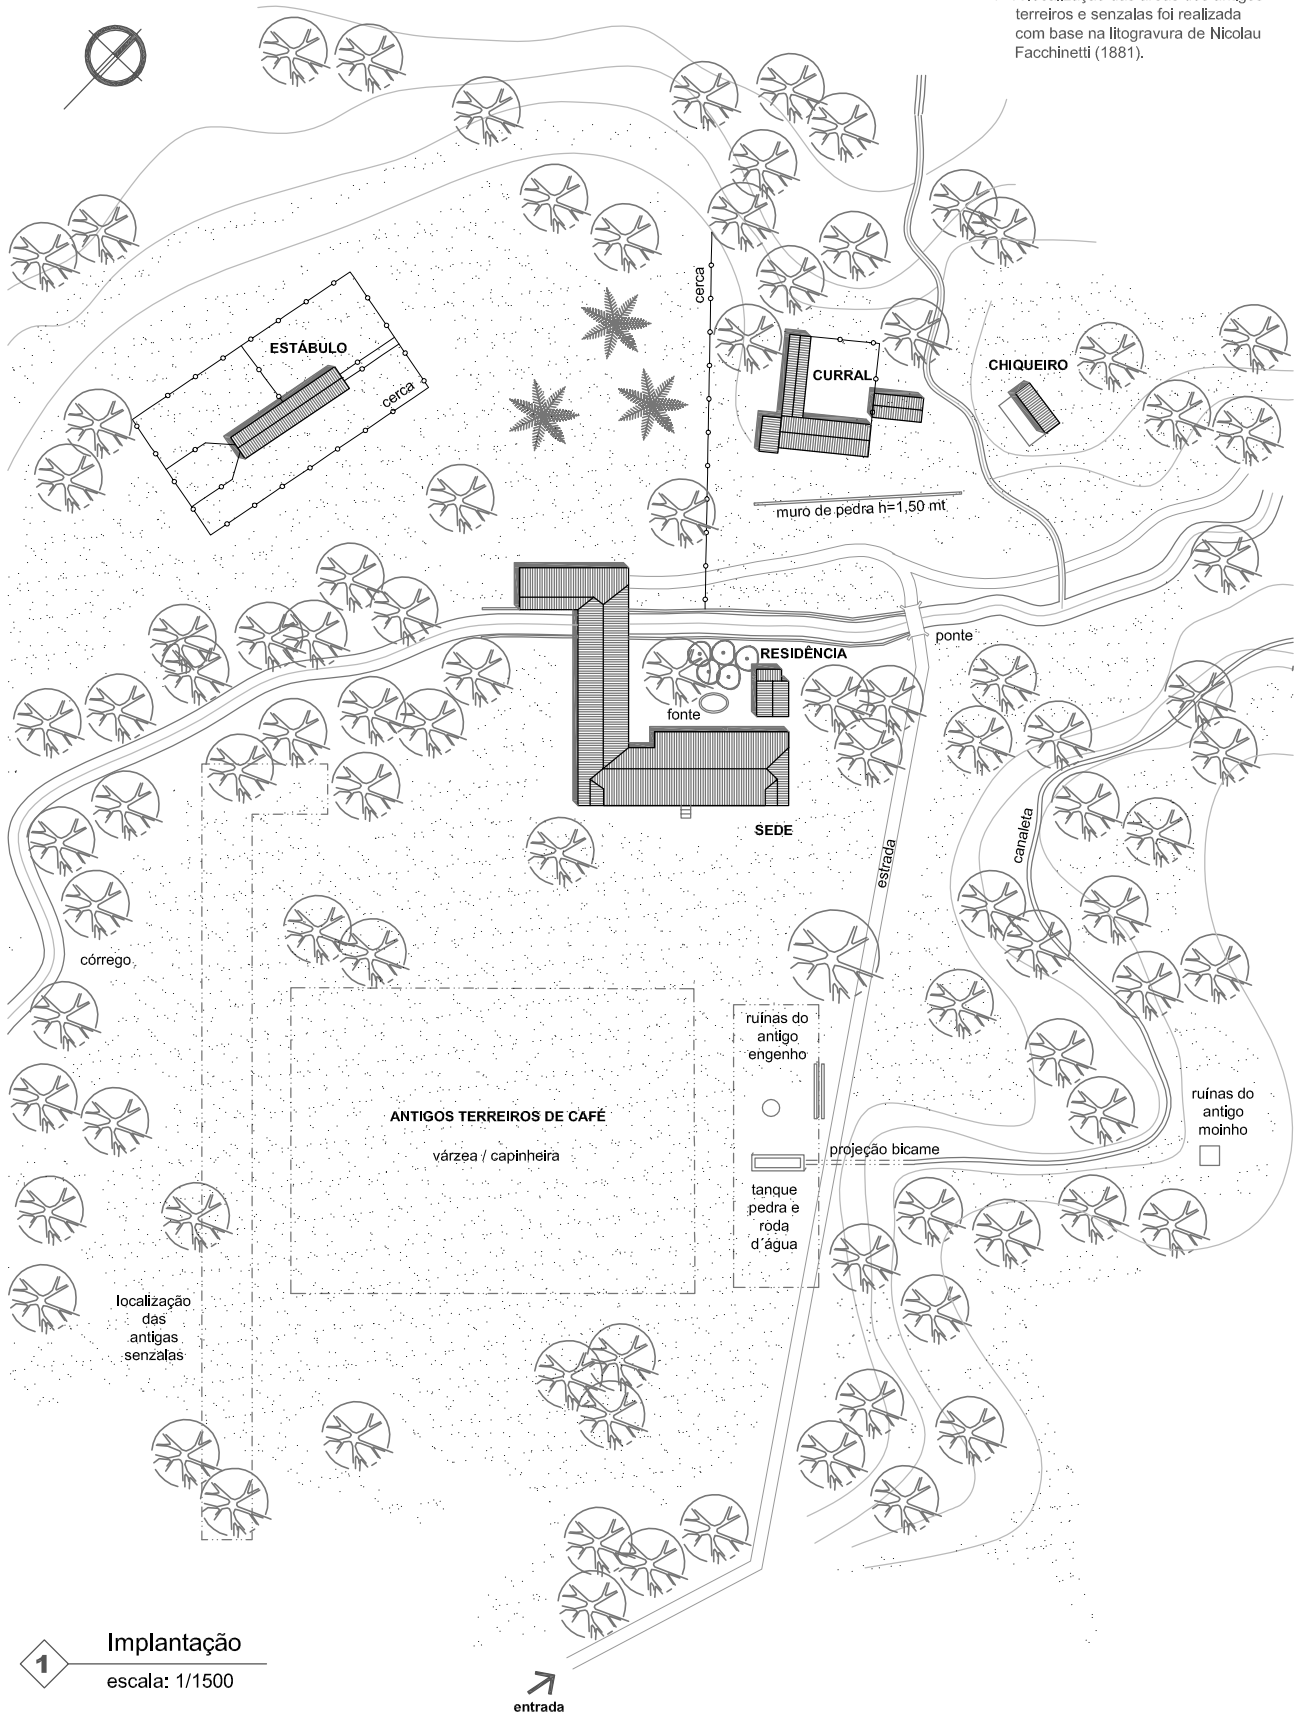 terreiros e senzalas foi realizada
com base na litogravura de Nicolau
Facchinetti (1881).
cerca
ESTÁBULO
cerca
CURRAL
CHIQUEIRO
muro de pedra h=1,50 mt
ponte
RESIDÊNCIA
fonte
SEDE
estrada
canaleta
córrego
ruínas do
antigo
engenho
ANTIGOS TERREIROS DE CAFÉ
várzea / capinheira
projeção bicame
ruínas do
antigo
moinho
tanque
pedra e
roda
d´água
localização
das
antigas
senzalas
1
Implantação
escala: 1/1500
entrada